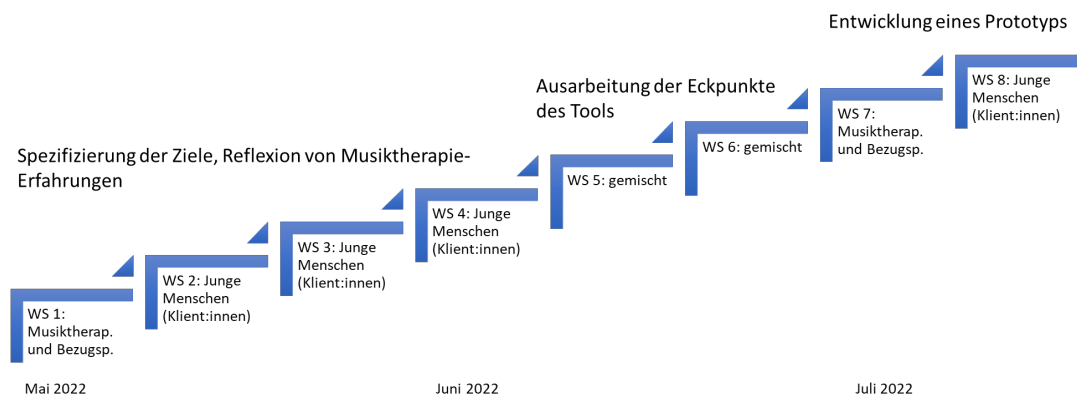 Entwicklung eines Prototyps
Ausarbeitung der Eckpunkte
des Tools
Spezifizierung der Ziele, Reflexion von Musiktherapie-
Erfahrungen
WS 1:
Musiktherap.
und Bezugsp.
WS 2: Junge
Menschen
(Klient:innen)
WS 3: Junge
Menschen
(Klient:innen)
WS 4: Junge
Menschen
(Klient:innen)
WS 5: gemischt
WS 6: gemischt
WS 7:
Musiktherap.
und Bezugsp.
WS 8: Junge
Menschen
(Klient:innen)
Mai 2022
Juni 2022
Juli 2022